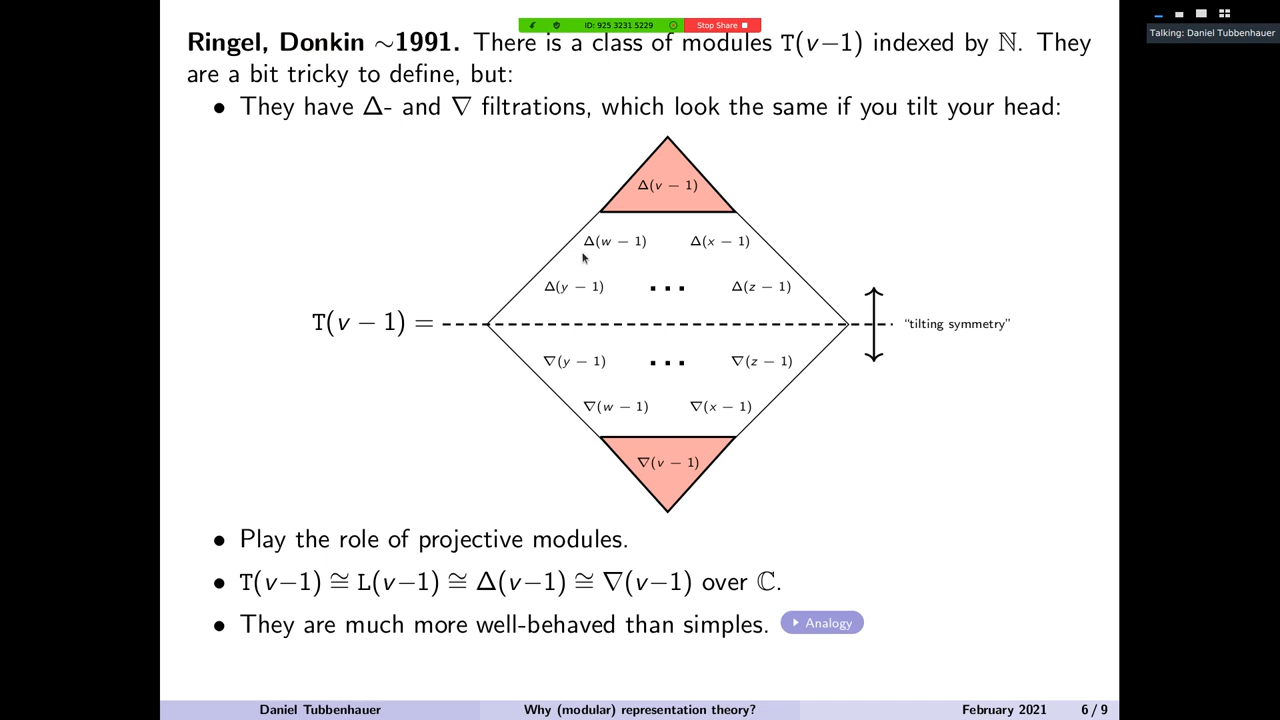 ID: 925 3231 5229
Stop Share
Talking: Daniel Tubbenhauer
Ringel, Donkin ∼1991. There is a class of modules T(v−1) indexed by ℕ. They
are a bit tricky to define, but:
• They have Δ- and ∇ filtrations, which look the same if you tilt your head:
Δ(v − 1)
Δ(w − 1) Δ(x − 1)
Δ(y − 1) ... Δ(z − 1)
T(v − 1) =
“tilting symmetry”
∇(y − 1) ... ∇(z − 1)
∇(w − 1) ∇(x − 1)
∇(v − 1)
• Play the role of projective modules.
• T(v−1) ≅ L(v−1) ≅ Δ(v−1) ≅ ∇(v−1) over ℂ.
• They are much more well-behaved than simples. Analogy
Daniel Tubbenhauer Why (modular) representation theory? February 2021 6 / 9